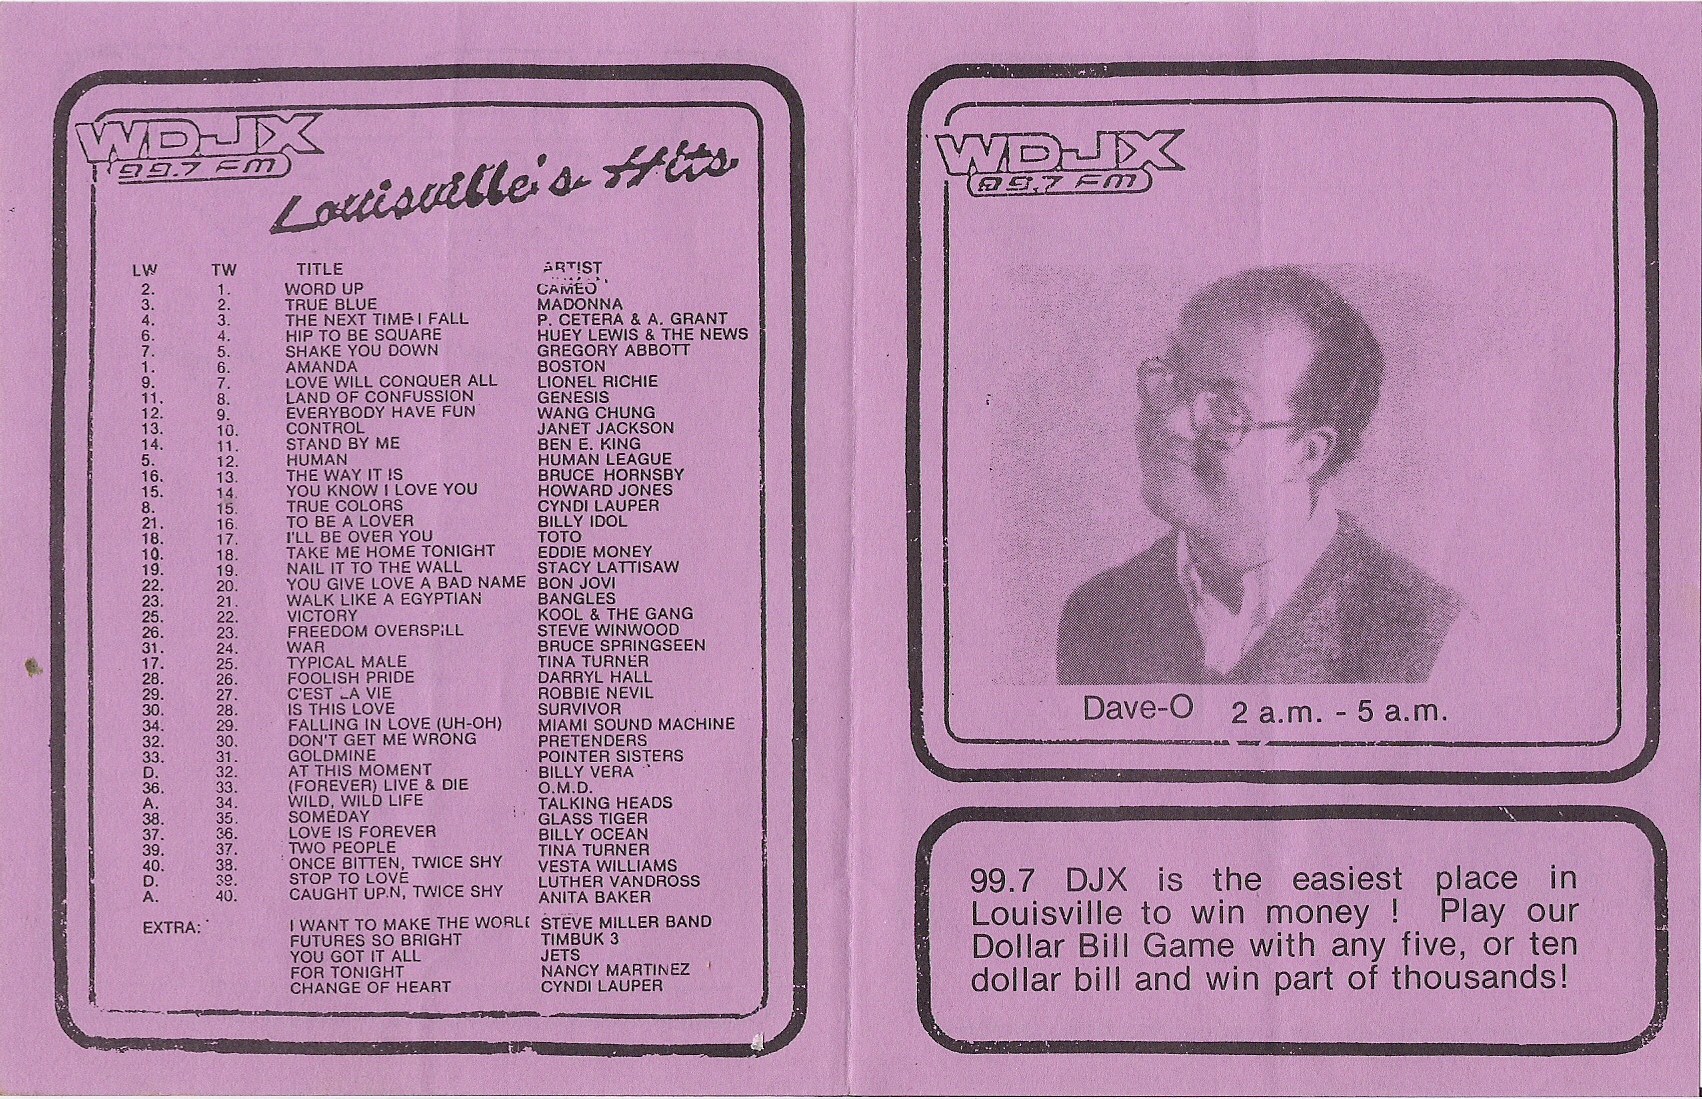 WDJX
99.7 FM
Louisville's Hits
LW TW TITLE ARTIST
2. 1. WORD UP CAMEO
3. 2. TRUE BLUE MADONNA
4. 3. THE NEXT TIME I FALL P. CETERA & A. GRANT
6. 4. HIP TO BE SQUARE HUEY LEWIS & THE NEWS
7. 5. SHAKE YOU DOWN GREGORY ABBOTT
1. 6. AMANDA BOSTON
9. 7. LOVE WILL CONQUER ALL LIONEL RICHIE
11. 8. LAND OF CONFUSSION GENESIS
12. 9. EVERYBODY HAVE FUN WANG CHUNG
13. 10. CONTROL JANET JACKSON
14. 11. STAND BY ME BEN E. KING
5. 12. HUMAN HUMAN LEAGUE
16. 13. THE WAY IT IS BRUCE HORNSBY
15. 14. YOU KNOW I LOVE YOU HOWARD JONES
8. 15. TRUE COLORS CYNDI LAUPER
21. 16. TO BE A LOVER BILLY IDOL
18. 17. I'LL BE OVER YOU TOTO
10. 18. TAKE ME HOME TONIGHT EDDIE MONEY
19. 19. NAIL IT TO THE WALL STACY LATTISAW
22. 20. YOU GIVE LOVE A BAD NAME BON JOVI
23. 21. WALK LIKE A EGYPTIAN BANGLES
25. 22. VICTORY KOOL & THE GANG
26. 23. FREEDOM OVERSPILL STEVE WINWOOD
31. 24. WAR BRUCE SPRINGSEEN
17. 25. TYPICAL MALE TINA TURNER
28. 26. FOOLISH PRIDE DARRYL HALL
29. 27. C'EST LA VIE ROBBIE NEVIL
30. 28. IS THIS LOVE SURVIVOR
34. 29. FALLING IN LOVE (UH-OH) MIAMI SOUND MACHINE
32. 30. DON'T GET ME WRONG PRETENDERS
33. 31. GOLDMINE POINTER SISTERS
D. 32. AT THIS MOMENT BILLY VERA
36. 33. (FOREVER) LIVE & DIE O.M.D.
A. 34. WILD, WILD LIFE TALKING HEADS
38. 35. SOMEDAY GLASS TIGER
37. 36. LOVE IS FOREVER BILLY OCEAN
39. 37. TWO PEOPLE TINA TURNER
40. 38. ONCE BITTEN, TWICE SHY VESTA WILLIAMS
D. 39. STOP TO LOVE LUTHER VANDROSS
A. 40. CAUGHT UP.N, TWICE SHY ANITA BAKER
EXTRA: I WANT TO MAKE THE WORL STEVE MILLER BAND
FUTURES SO BRIGHT TIMBUK 3
YOU GOT IT ALL JETS
FOR TONIGHT NANCY MARTINEZ
CHANGE OF HEART CYNDI LAUPER
WDJX
99.7 FM
Dave-O 2 a.m. - 5 a.m.
99.7 DJX is the easiest place in
Louisville to win money ! Play our
Dollar Bill Game with any five, or ten
dollar bill and win part of thousands!